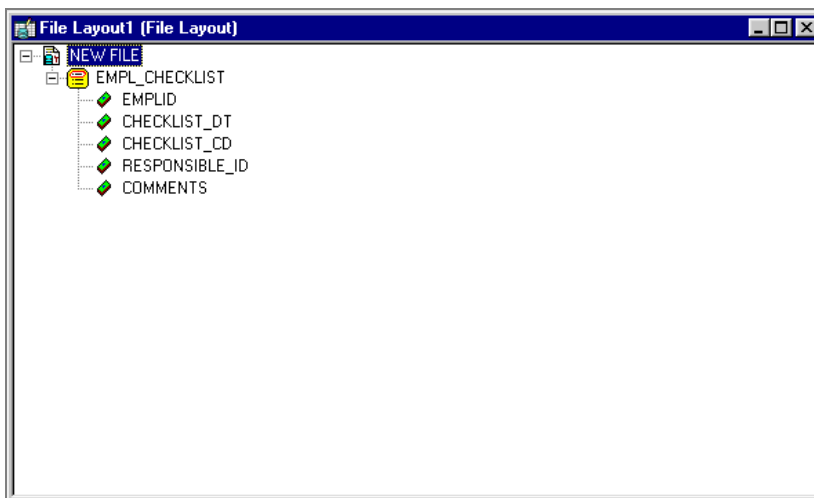 File Layout1 (File Layout)
NEW FILE
EMPL_CHECKLIST
EMPLID
CHECKLIST_DT
CHECKLIST_CD
RESPONSIBLE_ID
COMMENTS